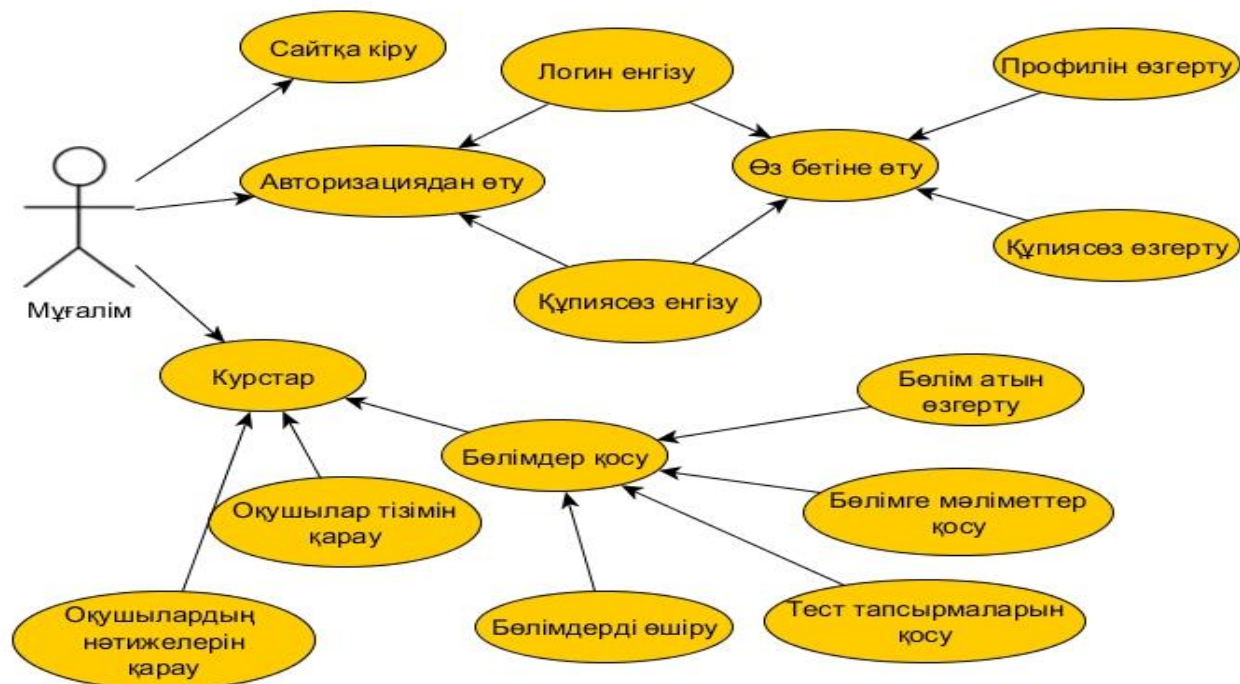 Сайтқа кіру
Логин енгізу
Профилін өзгерту
Авторизациядан өту
Өз бетіне өту
Құпиясөз енгізу
Құпиясөз өзгерту
Мұғалім
Курстар
Бөлім атын
өзгерту
Бөлімдер қосу
Бөлімге мәліметтер
қосу
Оқушылар тізімін
қарау
Оқушылардың
нәтижелерін
қарау
Бөлімдерді өшіру
Тест тапсырмаларын
қосу